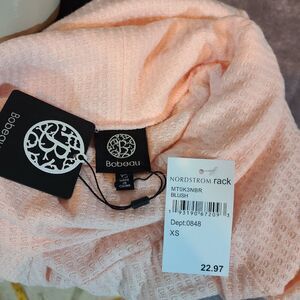 Bobeau
Bobeau
NORDSTROM rack
MT0K3NBR
BLUSH
Dept:0848
XS
22.97